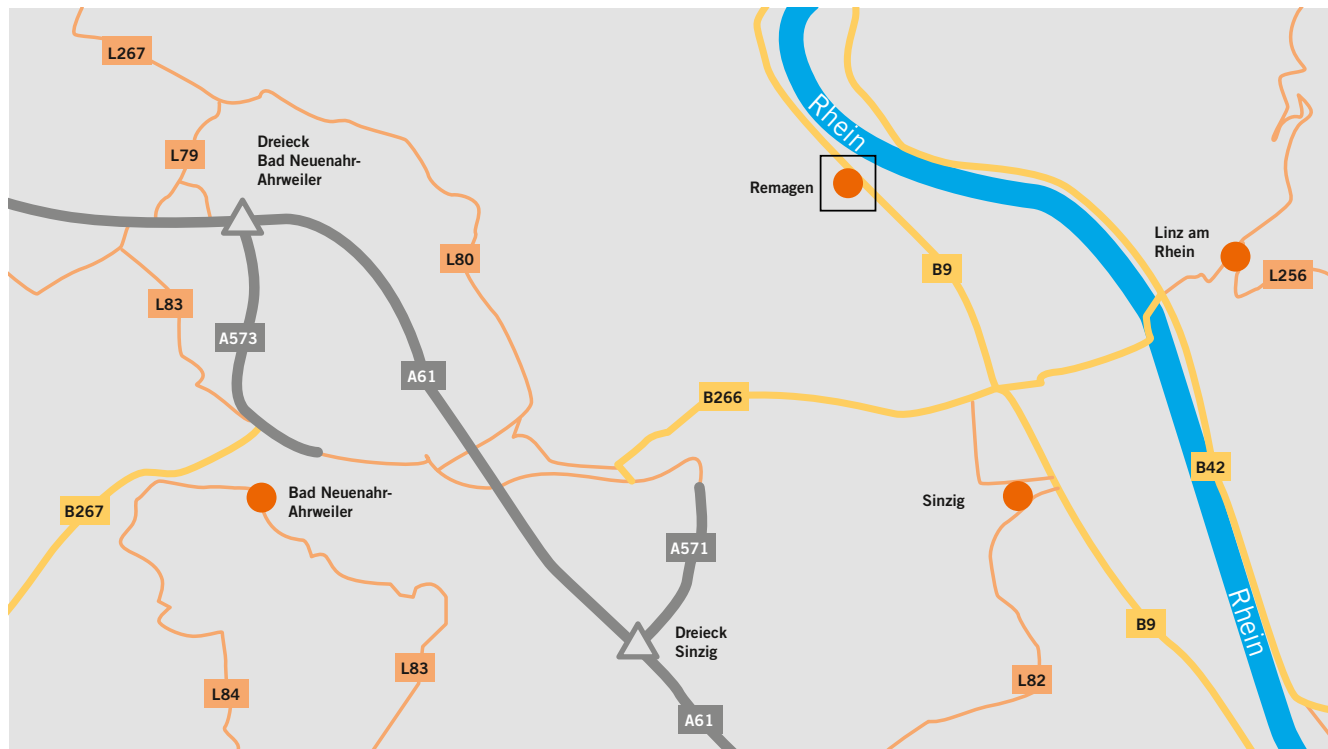 L267
Rhein
Dreieck
Bad Neuenahr-
Ahrweiler
L79
Remagen
Linz am
Rhein
L80
B9
L256
L83
A573
A61
B266
B42
Bad Neuenahr-
Ahrweiler
Sinzig
B267
A571
Rhein
B9
Dreieck
Sinzig
L83
L82
L84
A61